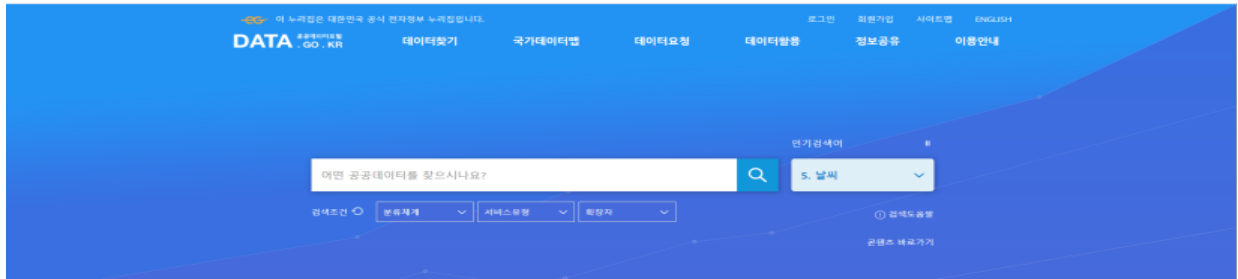 이 누리집은 대한민국 공식 전자정부 누리집입니다.
로그인 회원가입 사이트맵 ENGLISH
DATA 공공데이터포털 .GO.KR 데이터찾기 국가데이터맵 데이터요청 데이터활용 정보공유 이용안내
인기검색어
어떤 공공데이터를 찾으시나요? 5. 날씨
검색조건 분류체계 서비스유형 확장자 검색도움말
콘텐츠 바로가기